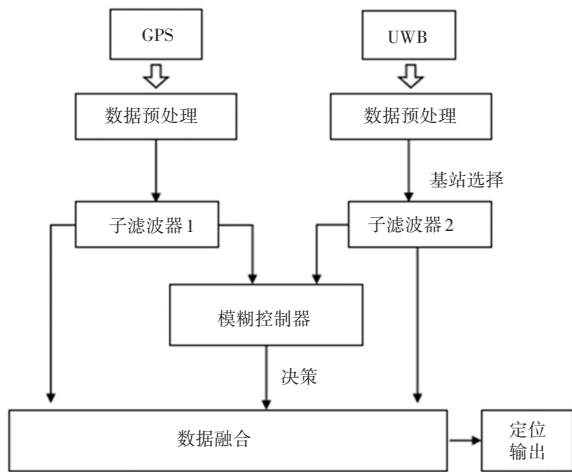 GPS
UWB
数据预处理
数据预处理
基站选择
子滤波器1
子滤波器2
模糊控制器
决策
数据融合
定位
输出